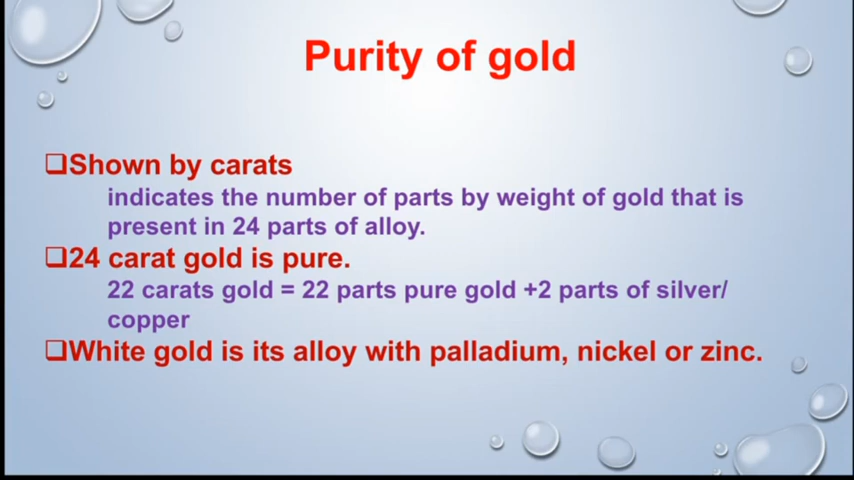 Purity of gold
❑Shown by carats
indicates the number of parts by weight of gold that is
present in 24 parts of alloy.
❑24 carat gold is pure.
22 carats gold = 22 parts pure gold +2 parts of silver/
copper
❑White gold is its alloy with palladium, nickel or zinc.